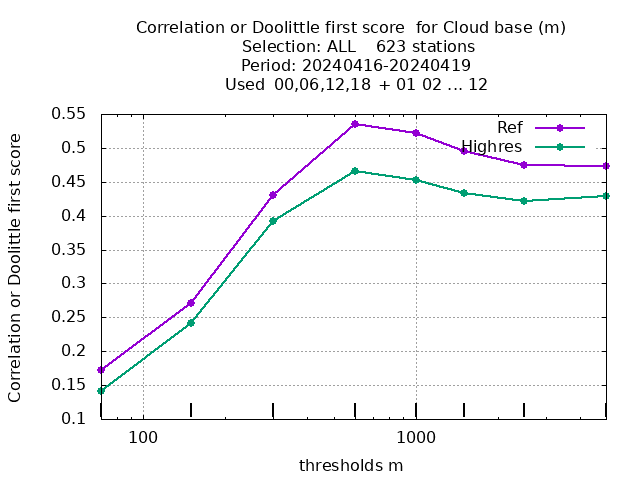 Correlation or Doolittle first score  for Cloud base (m)
Selection: ALL    623 stations
Period: 20240416-20240419
Used  00,06,12,18 + 01 02 ... 12
Correlation or Doolittle first score
0.55
0.5
0.45
0.4
0.35
0.3
0.25
0.2
0.15
0.1
Ref
Highres
100
1000
thresholds m